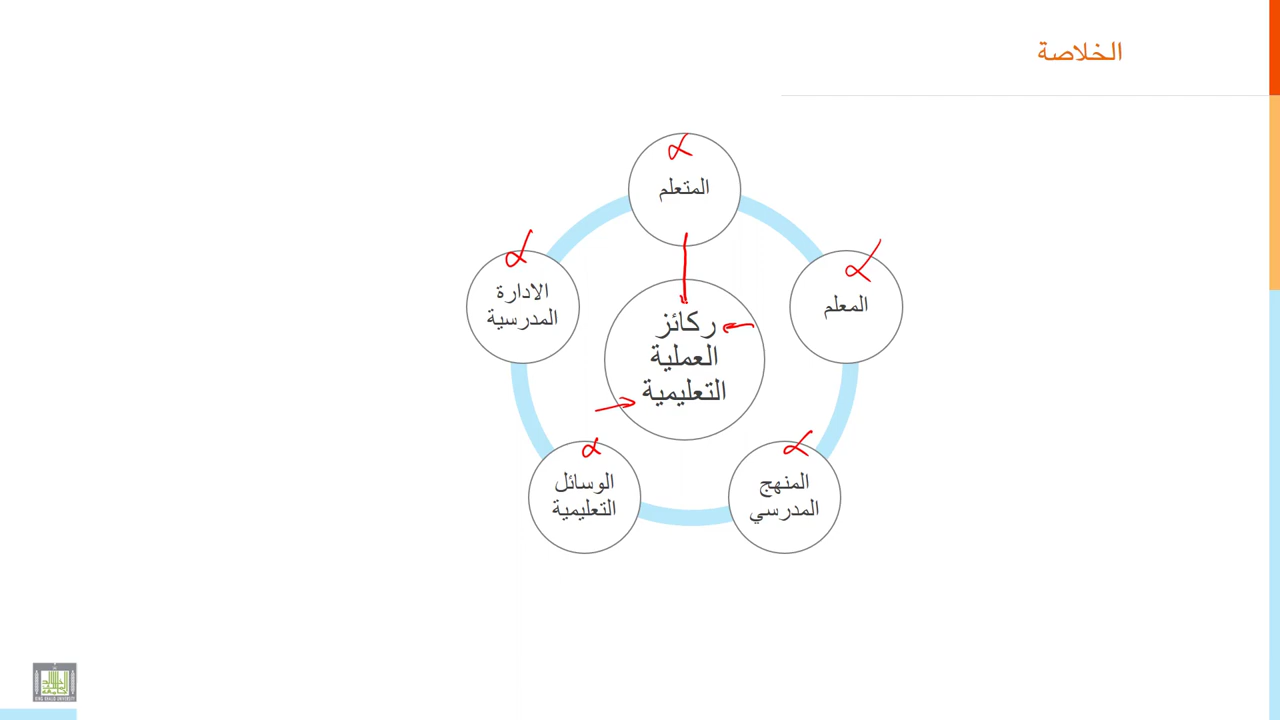 الخلاصة
المتعلم
المعلم
المنهج
المدرسي
الوسائل
التعليمية
الادارة
المدرسية
ركائز
العملية
التعليمية